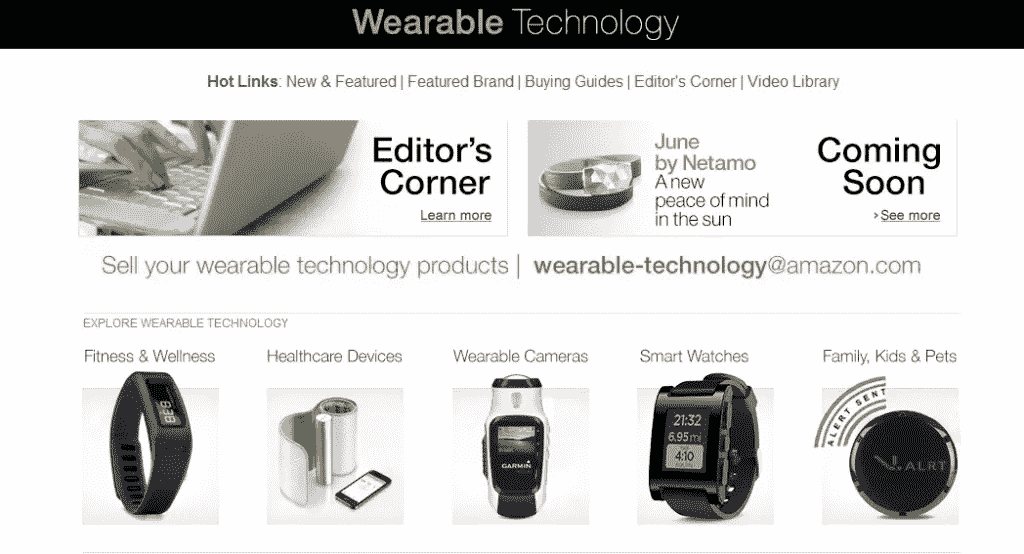 Wearable Technology
Hot Links: New & Featured | Featured Brand | Buying Guides | Editor's Corner | Video Library
Editor's
Corner
Learn more
June
by Netamo
A new
peace of mind
in the sun
Coming
Soon
› See more
Sell your wearable technology products | wearable-technology@amazon.com
EXPLORE WEARABLE TECHNOLOGY
Fitness & Wellness
Healthcare Devices
Wearable Cameras
Smart Watches
Family, Kids & Pets
GARMIN
21:32
6.95 mi
4:10
ALERT SENT
ALRT